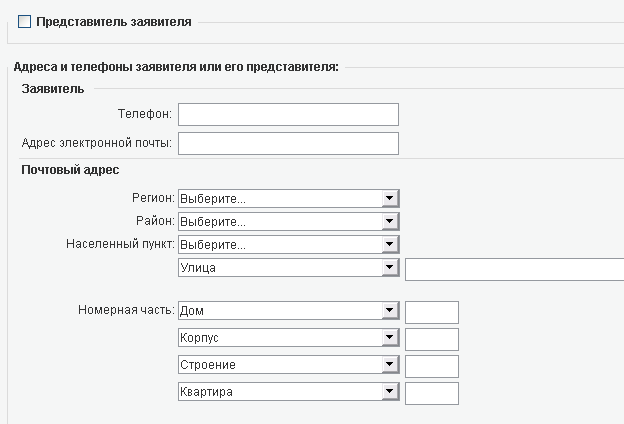 Представитель заявителя
Адреса и телефоны заявителя или его представителя:
Заявитель
Телефон:
Адрес электронной почты:
Почтовый адрес
Регион: Выберите...
Район: Выберите...
Населенный пункт: Выберите...
Улица
Номерная часть: Дом
Корпус
Строение
Квартира